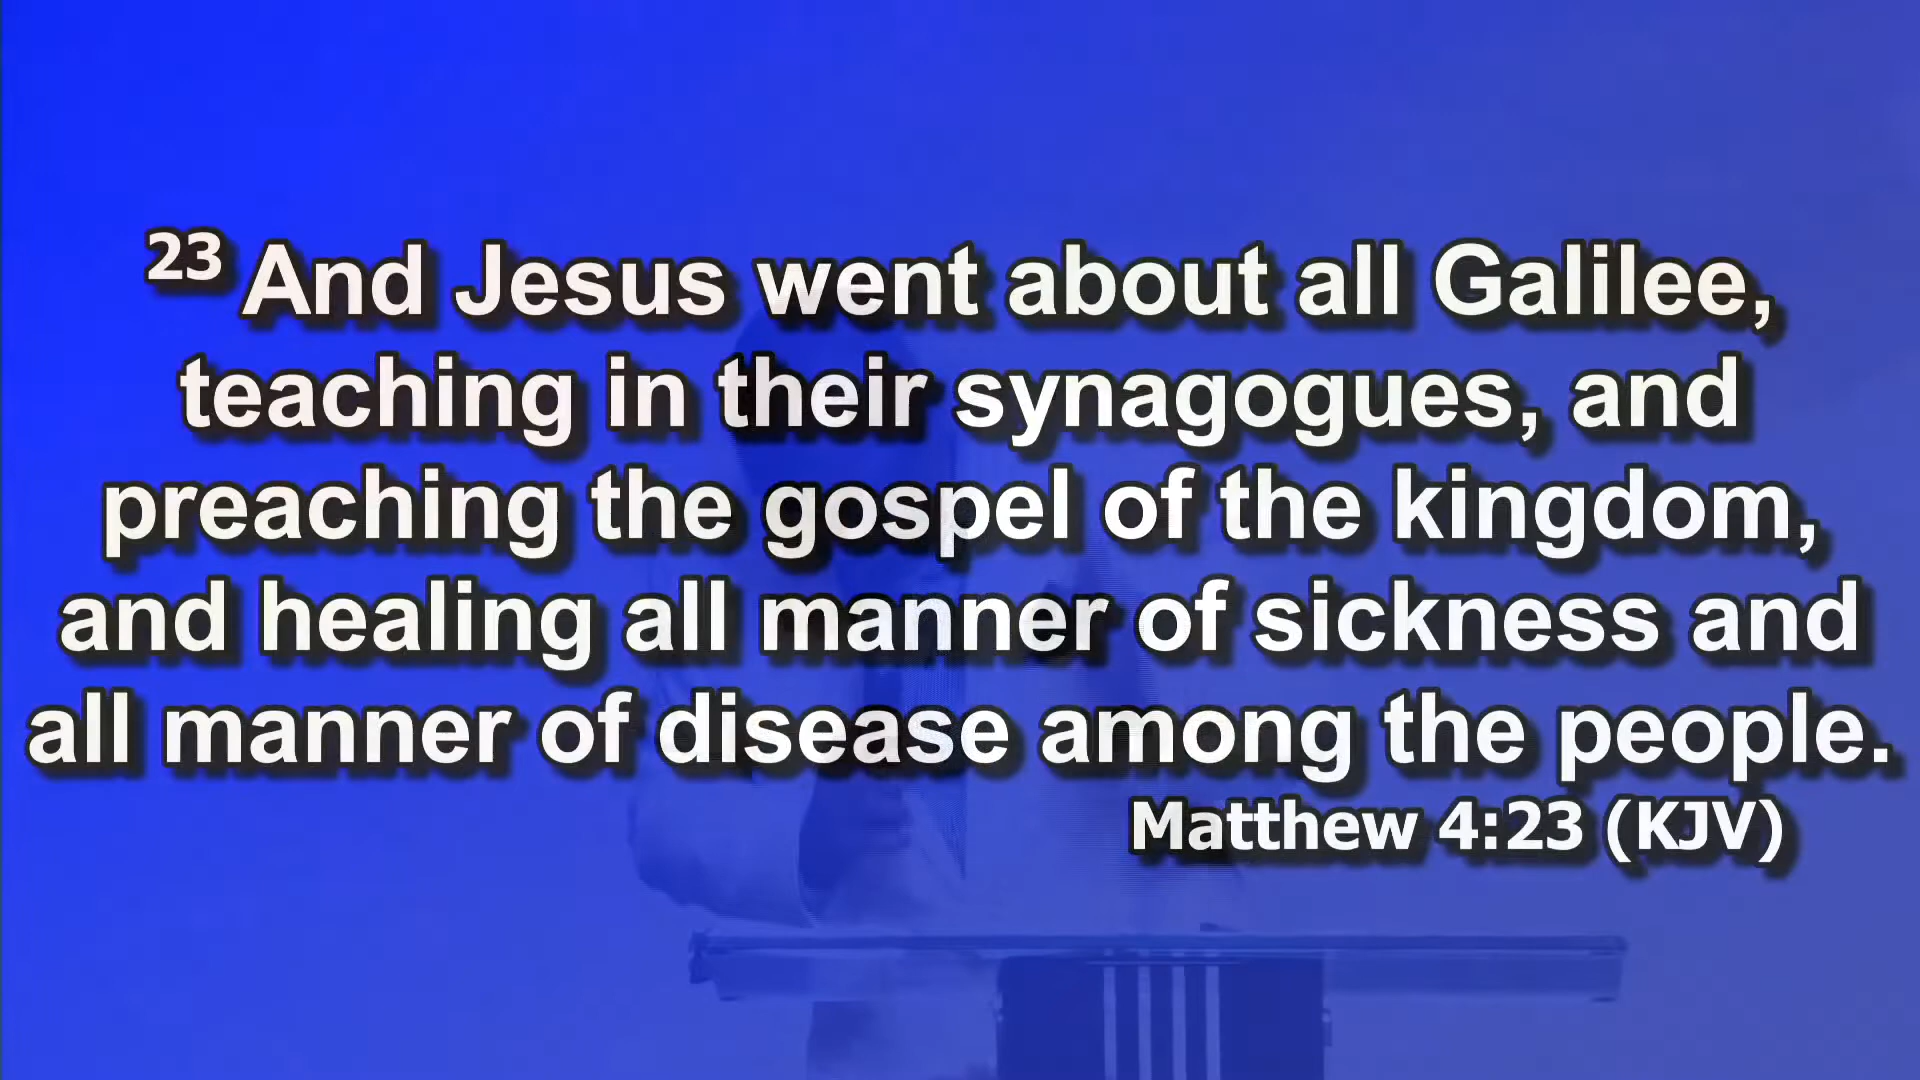 23 And Jesus went about all Galilee,
teaching in their synagogues, and
preaching the gospel of the kingdom,
and healing all manner of sickness and
all manner of disease among the people.
Matthew 4:23 (KJV)